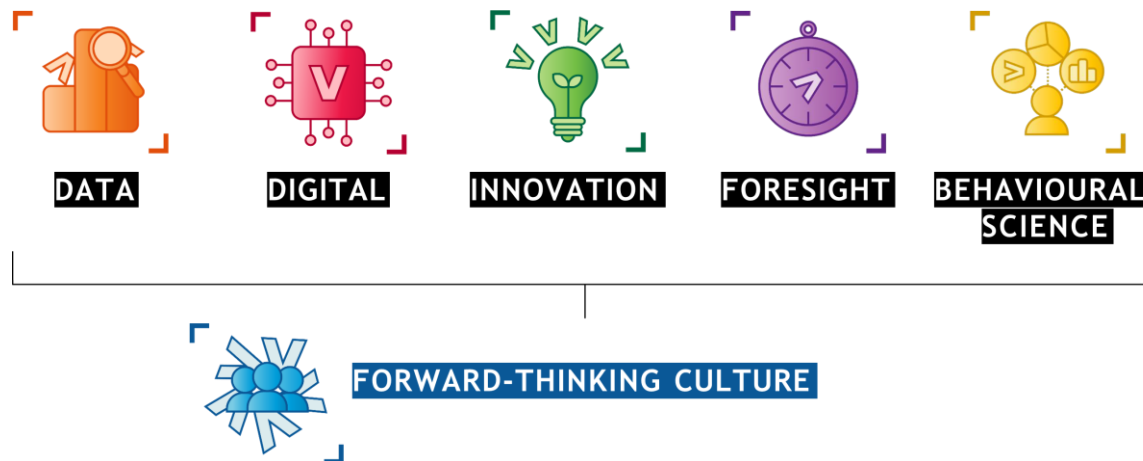 DATA
DIGITAL
INNOVATION
FORESIGHT
BEHAVIOURAL
SCIENCE
FORWARD-THINKING CULTURE